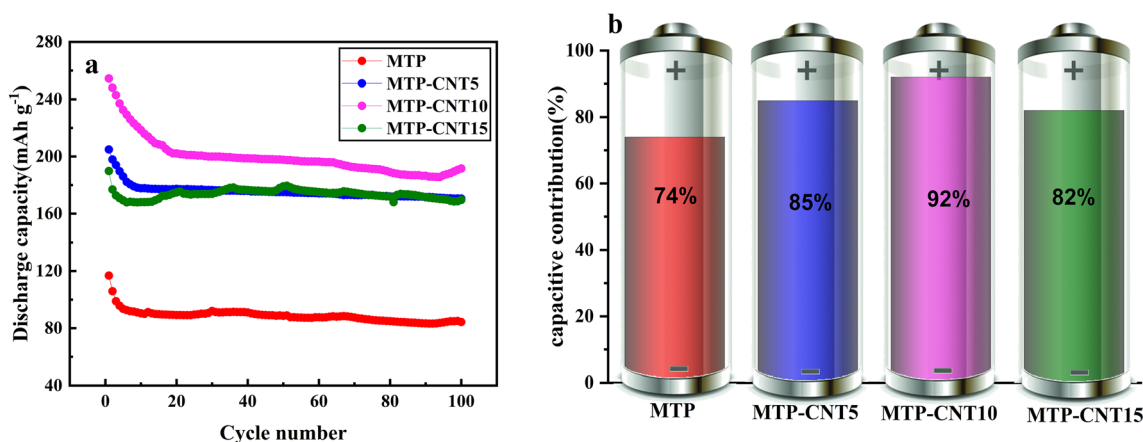 a
Discharge capacity(mAh g⁻¹)
280
240
200
160
120
80
40
0
20
40
60
80
100
Cycle number
MTP
MTP-CNT5
MTP-CNT10
MTP-CNT15
b
capacitive contribution(%)
100
80
60
40
20
0
+
+
+
+
74%
85%
92%
82%
MTP
MTP-CNT5
MTP-CNT10
MTP-CNT15